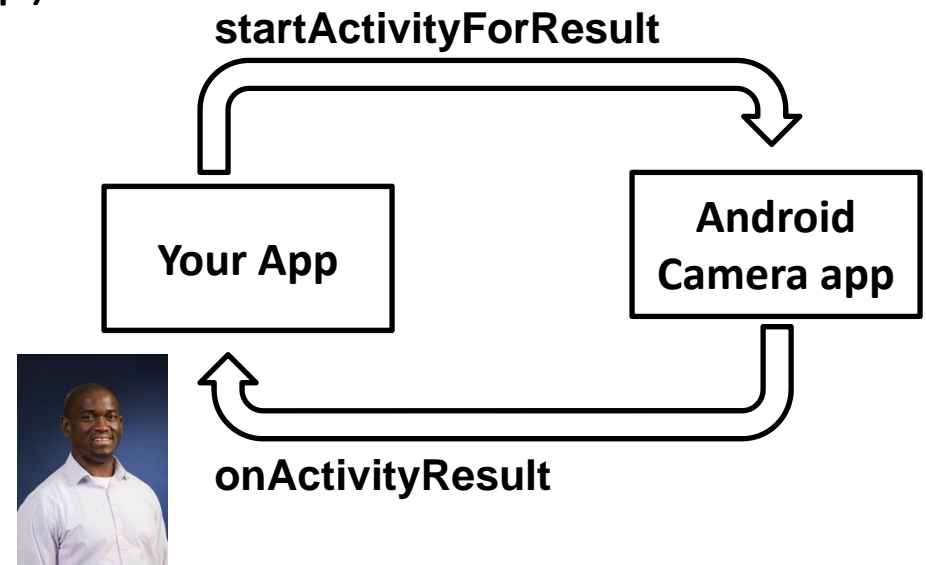 startActivityForResult
Your App
Android
Camera app
onActivityResult